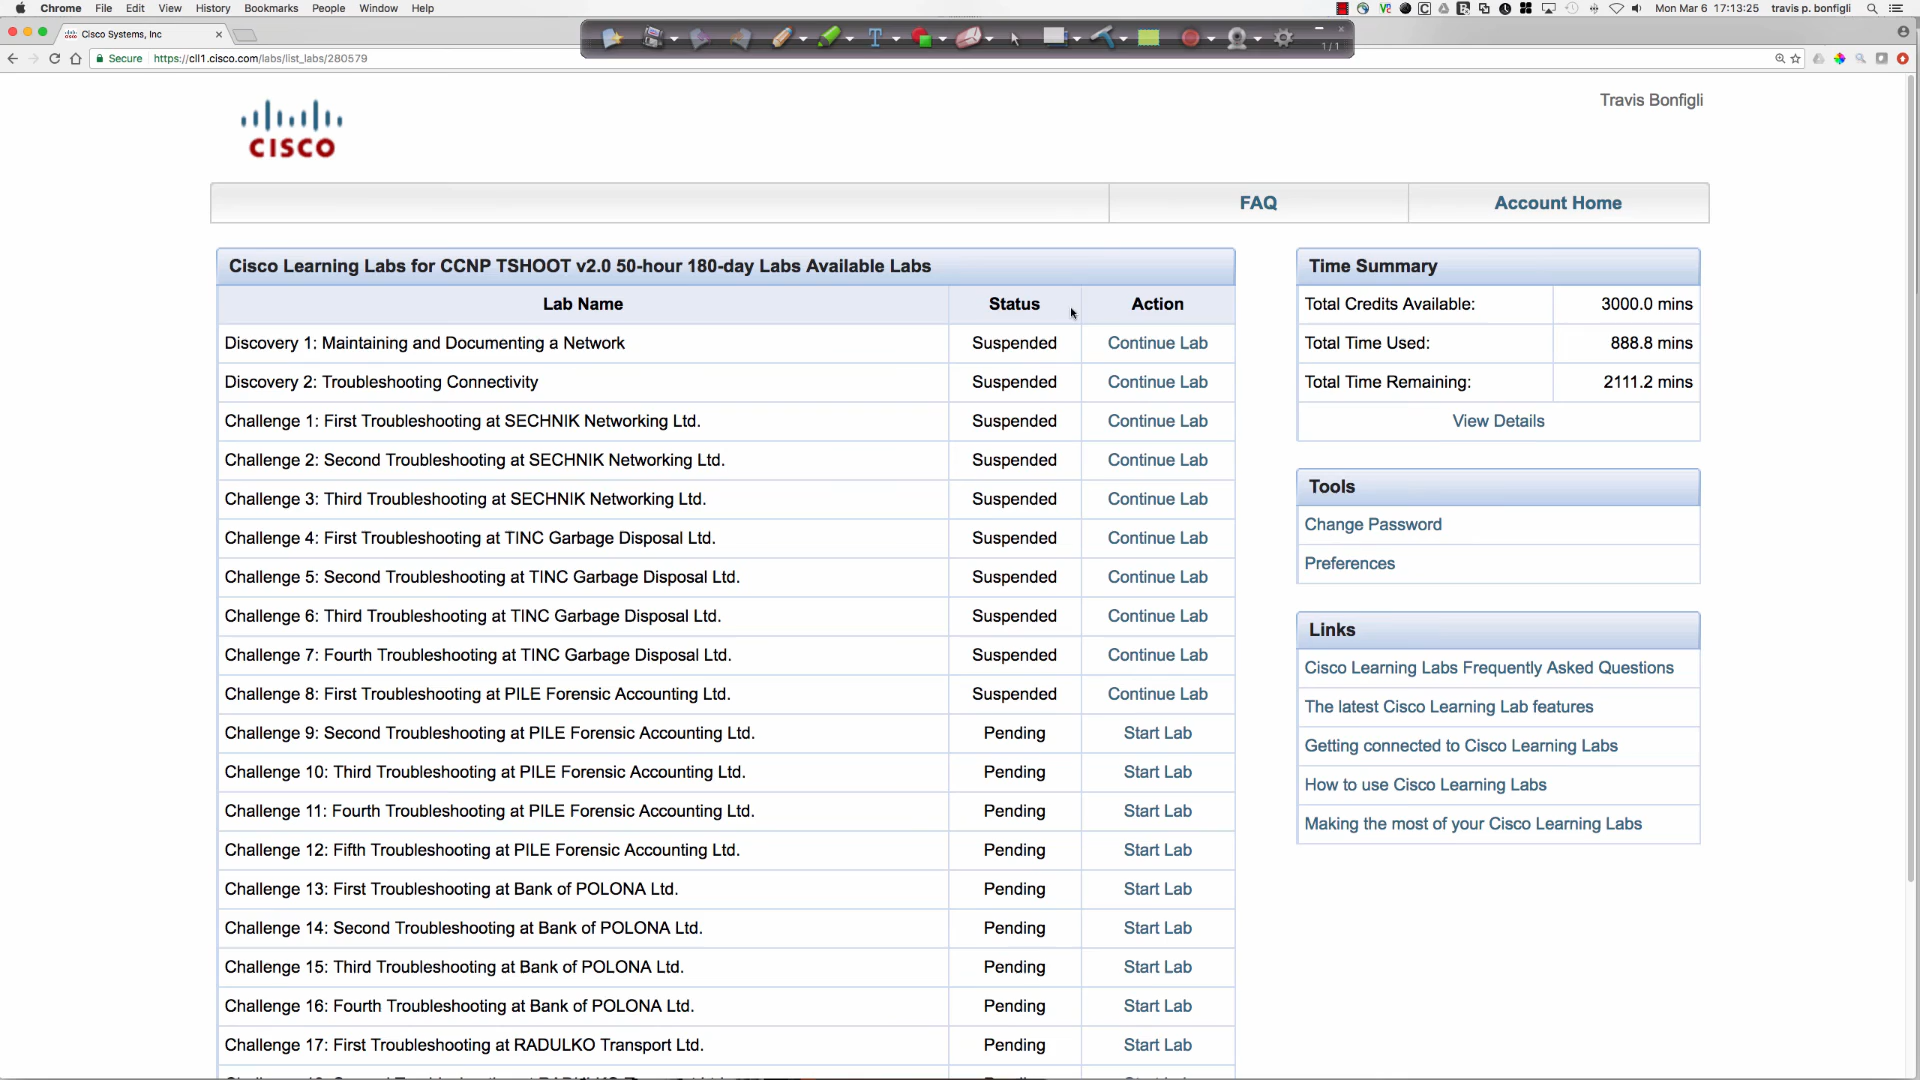 Chrome File Edit View History Bookmarks People Window Help
Mon Mar 6 17:13:25 travis p. bonfigli
Cisco Systems, Inc
1/1
Secure https://cll1.cisco.com/labs/list_labs/280579
Travis Bonfigli
CISCO
FAQ
Account Home
Cisco Learning Labs for CCNP TSHOOT v2.0 50-hour 180-day Labs Available Labs
Lab Name Status Action
Discovery 1: Maintaining and Documenting a Network Suspended Continue Lab
Discovery 2: Troubleshooting Connectivity Suspended Continue Lab
Challenge 1: First Troubleshooting at SECHNIK Networking Ltd. Suspended Continue Lab
Challenge 2: Second Troubleshooting at SECHNIK Networking Ltd. Suspended Continue Lab
Challenge 3: Third Troubleshooting at SECHNIK Networking Ltd. Suspended Continue Lab
Challenge 4: First Troubleshooting at TINC Garbage Disposal Ltd. Suspended Continue Lab
Challenge 5: Second Troubleshooting at TINC Garbage Disposal Ltd. Suspended Continue Lab
Challenge 6: Third Troubleshooting at TINC Garbage Disposal Ltd. Suspended Continue Lab
Challenge 7: Fourth Troubleshooting at TINC Garbage Disposal Ltd. Suspended Continue Lab
Challenge 8: First Troubleshooting at PILE Forensic Accounting Ltd. Suspended Continue Lab
Challenge 9: Second Troubleshooting at PILE Forensic Accounting Ltd. Pending Start Lab
Challenge 10: Third Troubleshooting at PILE Forensic Accounting Ltd. Pending Start Lab
Challenge 11: Fourth Troubleshooting at PILE Forensic Accounting Ltd. Pending Start Lab
Challenge 12: Fifth Troubleshooting at PILE Forensic Accounting Ltd. Pending Start Lab
Challenge 13: First Troubleshooting at Bank of POLONA Ltd. Pending Start Lab
Challenge 14: Second Troubleshooting at Bank of POLONA Ltd. Pending Start Lab
Challenge 15: Third Troubleshooting at Bank of POLONA Ltd. Pending Start Lab
Challenge 16: Fourth Troubleshooting at Bank of POLONA Ltd. Pending Start Lab
Challenge 17: First Troubleshooting at RADULKO Transport Ltd. Pending Start Lab
Time Summary
Total Credits Available: 3000.0 mins
Total Time Used: 888.8 mins
Total Time Remaining: 2111.2 mins
View Details
Tools
Change Password
Preferences
Links
Cisco Learning Labs Frequently Asked Questions
The latest Cisco Learning Lab features
Getting connected to Cisco Learning Labs
How to use Cisco Learning Labs
Making the most of your Cisco Learning Labs